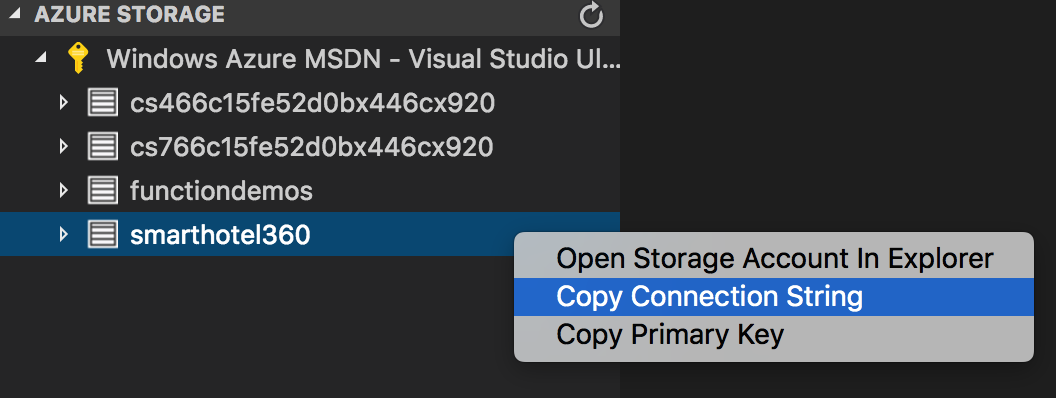 AZURE STORAGE
Windows Azure MSDN - Visual Studio Ul...
cs466c15fe52d0bx446cx920
cs766c15fe52d0bx446cx920
functiondemos
smarthotel360
Open Storage Account In Explorer
Copy Connection String
Copy Primary Key